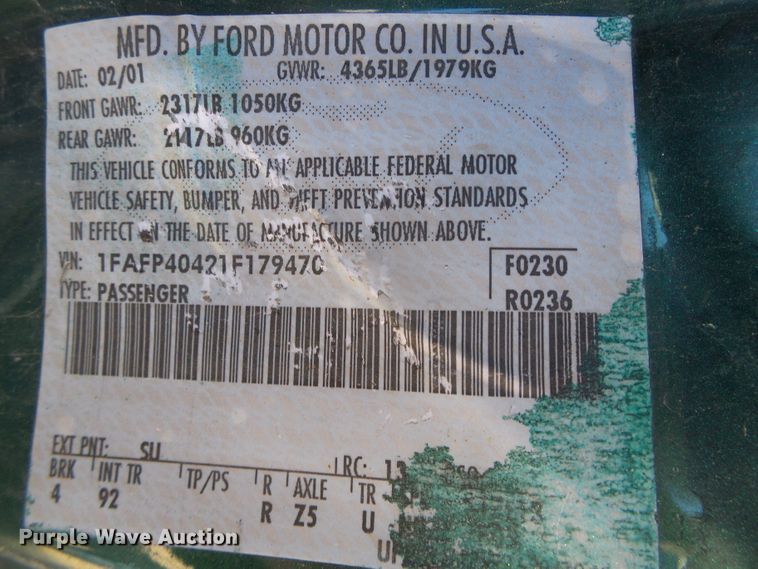 MFD. BY FORD MOTOR CO. IN U.S.A.
DATE: 02/01 GVWR: 4365LB/1979KG
FRONT GAWR: 2317LB 1050KG
REAR GAWR: 2147LB 960KG
THIS VEHICLE CONFORMS TO ALL APPLICABLE FEDERAL MOTOR
VEHICLE SAFETY, BUMPER, AND THEFT PREVENTION STANDARDS
IN EFFECT ON THE DATE OF MANUFACTURE SHOWN ABOVE.
VIN: 1FAFP40421F179470 F0230
TYPE: PASSENGER R0236
EXT PNT: SU RC:
BRK INT TR TP/PS R AXLE TR
4 92 R Z5 U
Purple Wave Auction